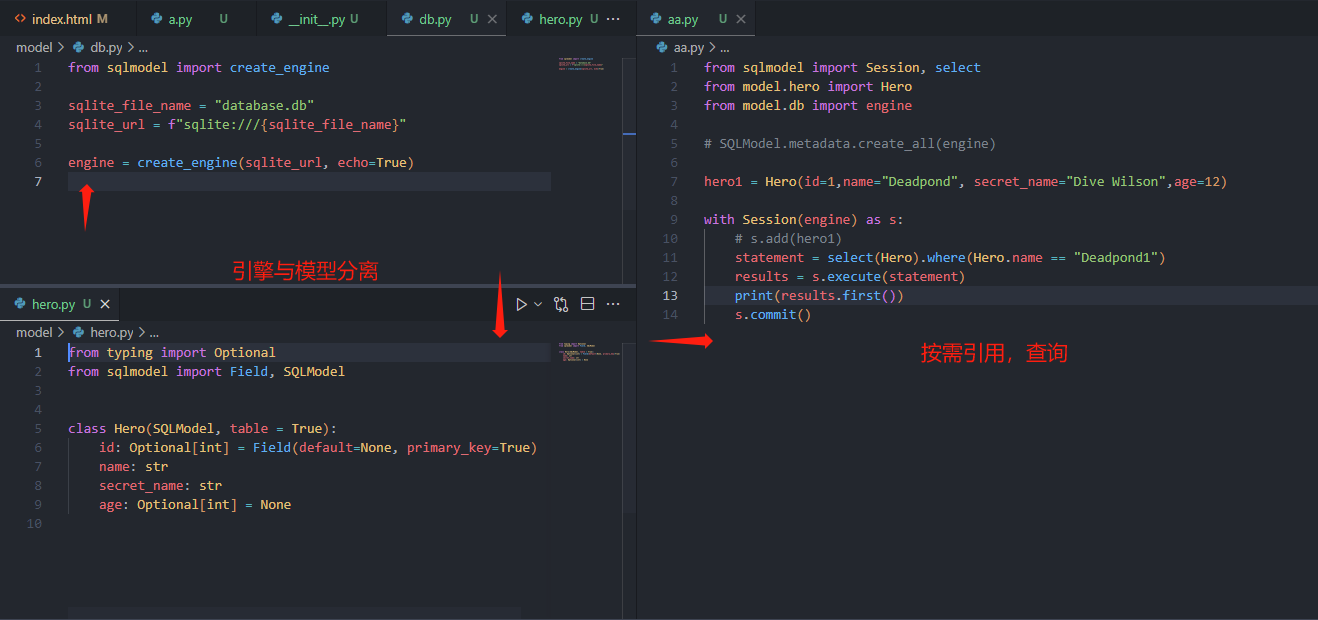 index.html M
a.py U
__init__.py U
db.py U
hero.py U ...
model > db.py > ...
1 from sqlmodel import create_engine
2
3 sqlite_file_name = "database.db"
4 sqlite_url = f"sqlite:///{sqlite_file_name}"
5
6 engine = create_engine(sqlite_url, echo=True)
7
引擎与模型分离
hero.py U
model > hero.py > ...
1 from typing import Optional
2 from sqlmodel import Field, SQLModel
3
4
5 class Hero(SQLModel, table = True):
6 id: Optional[int] = Field(default=None, primary_key=True)
7 name: str
8 secret_name: str
9 age: Optional[int] = None
10
aa.py U
aa.py > ...
1 from sqlmodel import Session, select
2 from model.hero import Hero
3 from model.db import engine
4
5 # SQLModel.metadata.create_all(engine)
6
7 hero1 = Hero(id=1,name="Deadpond", secret_name="Dive Wilson",age=12)
8
9 with Session(engine) as s:
10 # s.add(hero1)
11 statement = select(Hero).where(Hero.name == "Deadpond1")
12 results = s.execute(statement)
13 print(results.first())
14 s.commit()
按需引用，查询